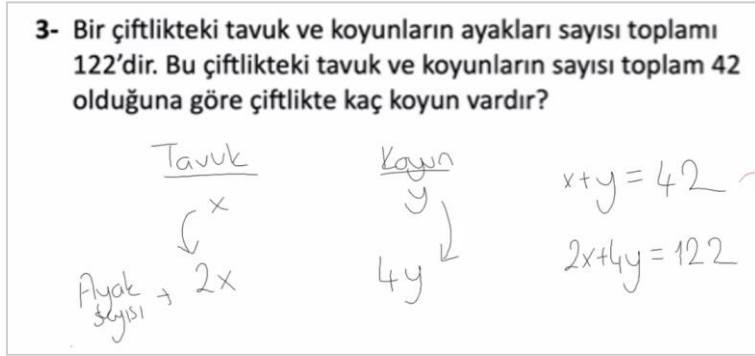 3- Bir çiftlikteki tavuk ve koyunların ayakları sayısı toplamı
122’dir. Bu çiftlikteki tavuk ve koyunların sayısı toplam 42
olduğuna göre çiftlikte kaç koyun vardır?
Tavuk Koyun
x y x+y=42
Ayak sayısı → 2x 4y 2x+4y=122